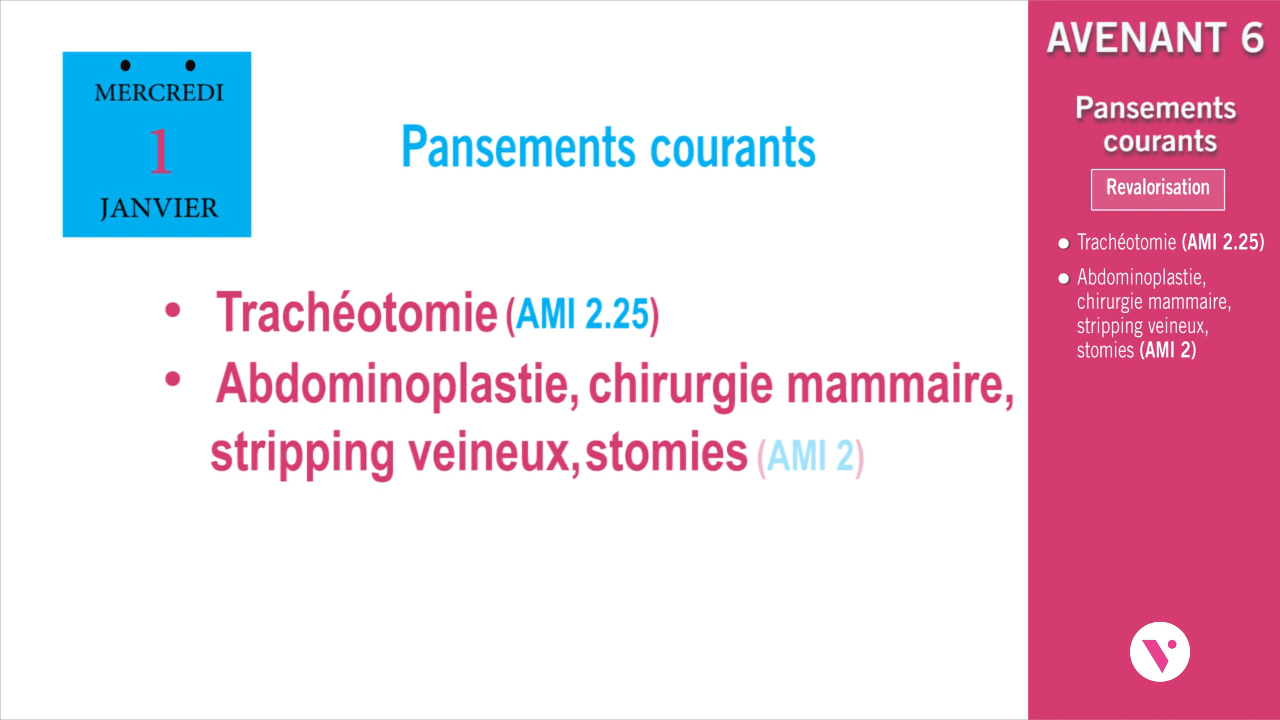 MERCREDI
1
JANVIER
Pansements courants
• Trachéotomie (AMI 2.25)
• Abdominoplastie, chirurgie mammaire,
stripping veineux, stomies (AMI 2)
AVENANT 6
Pansements
courants
Revalorisation
● Trachéotomie (AMI 2.25)
● Abdominoplastie,
chirurgie mammaire,
stripping veineux,
stomies (AMI 2)